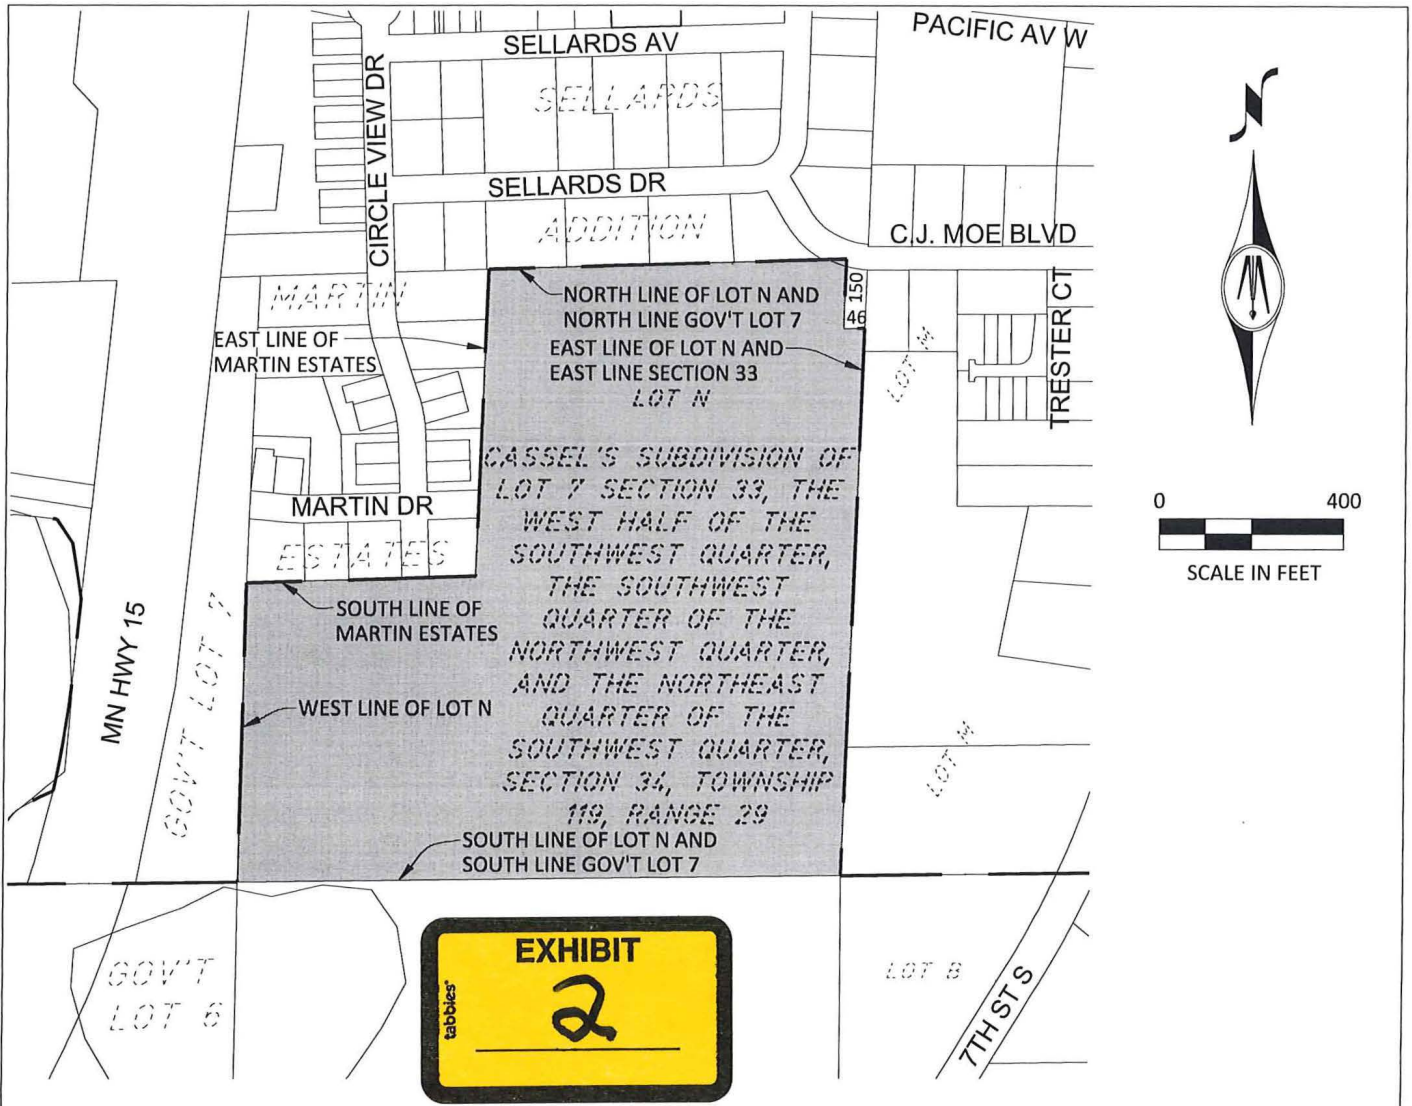 SELLARDS AV
PACIFIC AV W
CIRCLE VIEW DR
SELLARDS
SELLARDS DR
ADDITION
C.J. MOE BLVD
MARTIN
NORTH LINE OF LOT N AND
NORTH LINE GOV'T LOT 7
150
46
TRESTER CT
EAST LINE OF
MARTIN ESTATES
EAST LINE OF LOT N AND
EAST LINE SECTION 33
LOT N
LOT M
CASSEL'S SUBDIVISION OF
LOT 7 SECTION 33, THE
WEST HALF OF THE
SOUTHWEST QUARTER,
THE SOUTHWEST
QUARTER OF THE
NORTHWEST QUARTER,
AND THE NORTHEAST
QUARTER OF THE
SOUTHWEST QUARTER,
SECTION 34, TOWNSHIP
119, RANGE 29
MARTIN DR
ESTATES
SOUTH LINE OF
MARTIN ESTATES
MN HWY 15
GOV'T LOT 7
WEST LINE OF LOT N
LOT M
SOUTH LINE OF LOT N AND
SOUTH LINE GOV'T LOT 7
GOV'T
LOT 6
LOT B
7TH ST S
N
0 400
SCALE IN FEET
EXHIBIT
2
tabbies®